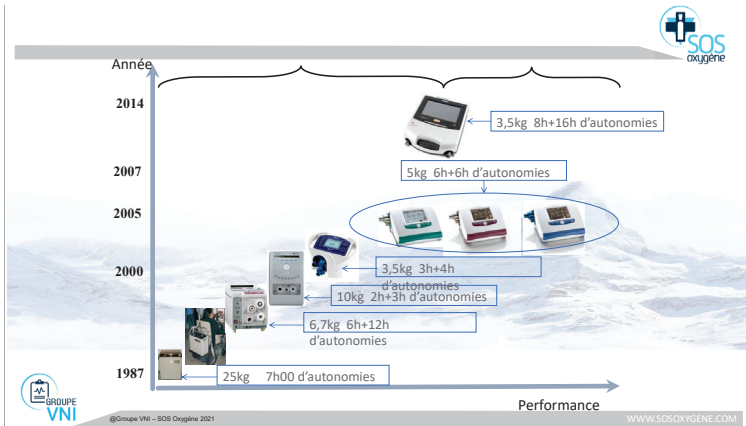 SOS
oxygène
Année
2014
3,5kg 8h+16h d’autonomies
2007
5kg 6h+6h d’autonomies
2005
2000
3,5kg 3h+4h
d’autonomies
10kg 2h+3h d’autonomies
6,7kg 6h+12h
d’autonomies
1987
25kg 7h00 d’autonomies
Performance
GROUPE
VNI
@Groupe VNI – SOS Oxygène 2021
WWW.SOSOXYGENE.COM